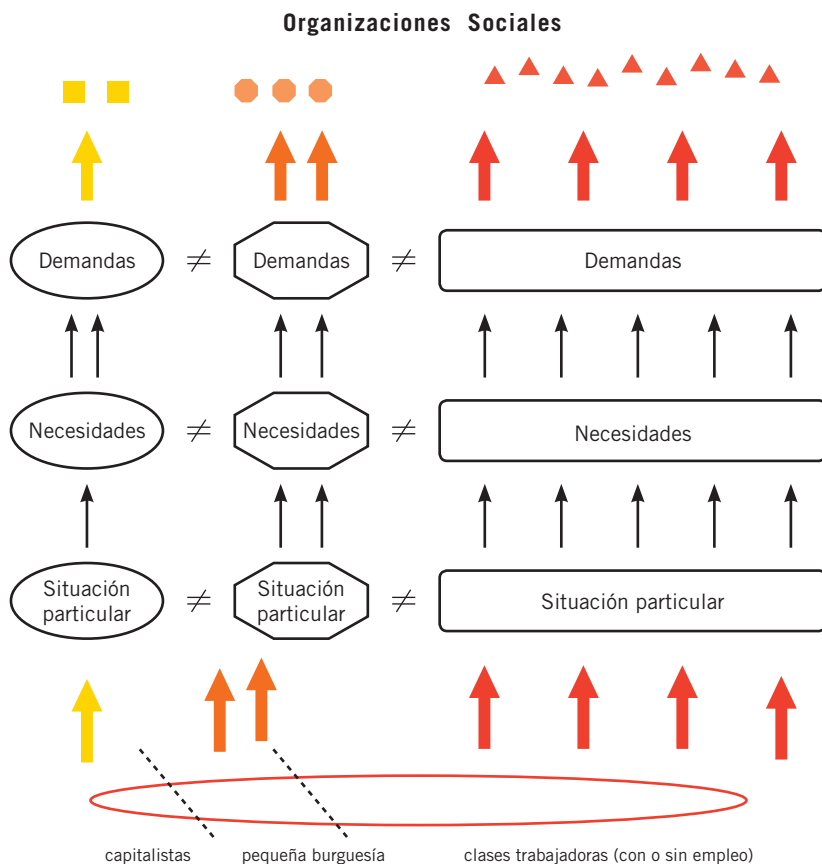 Organizaciones Sociales
Demandas ≠ Demandas ≠ Demandas
Necesidades ≠ Necesidades ≠ Necesidades
Situación particular ≠ Situación particular ≠ Situación particular
capitalistas pequeña burguesía clases trabajadoras (con o sin empleo)